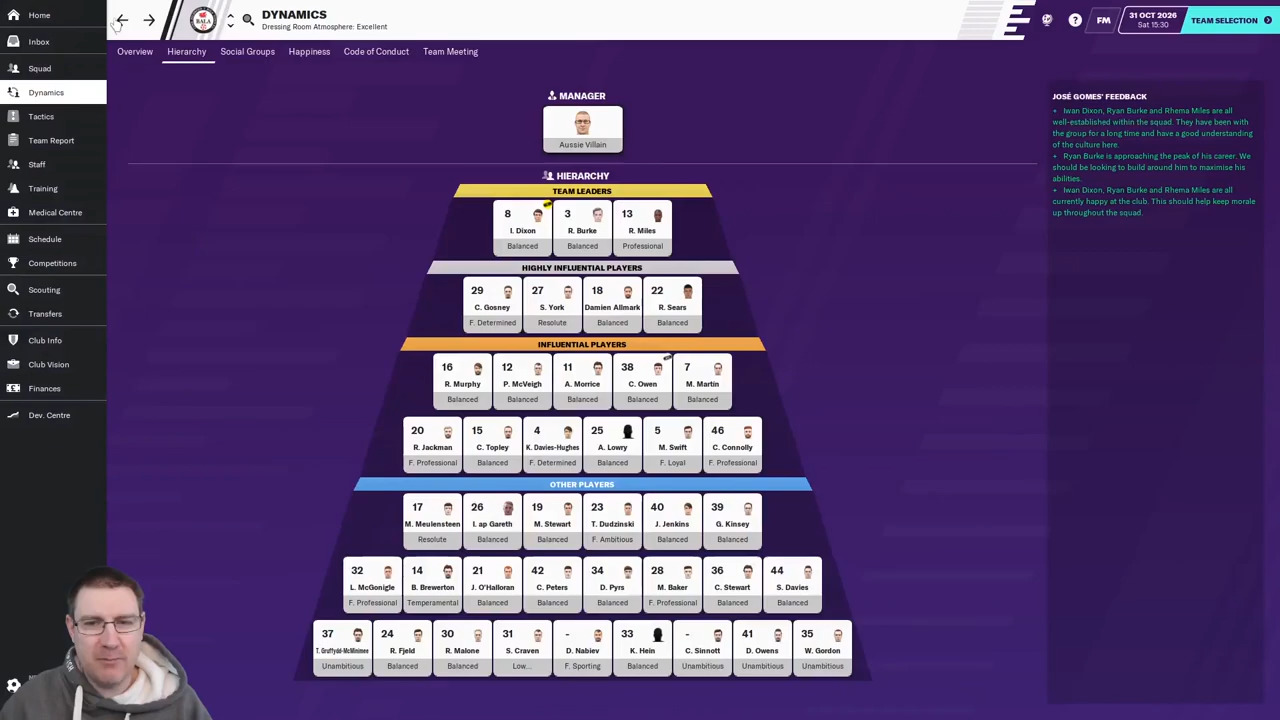 Home
Inbox
Squad
Dynamics
Tactics
Team Report
Staff
Training
Medical Centre
Schedule
Competitions
Scouting
Transfers
Club Info
Club Vision
Finances
Dev. Centre
BALA
DYNAMICS
Dressing Room Atmosphere: Excellent
?
FM
31 OCT 2026
Sat 15:30
TEAM SELECTION
Overview
Hierarchy
Social Groups
Happiness
Code of Conduct
Team Meeting
MANAGER
Aussie Villain
HIERARCHY
TEAM LEADERS
8 3 13
I. Dixon R. Burke R. Miles
Balanced Balanced Professional
HIGHLY INFLUENTIAL PLAYERS
29 27 18 22
C. Gosney S. York Damien Allmark R. Sears
F. Determined Resolute Balanced Balanced
INFLUENTIAL PLAYERS
16 12 11 38 7
R. Murphy P. McVeigh A. Morrice C. Owen M. Martín
Balanced Balanced Balanced Balanced Balanced
20 15 4 25 5 46
R. Jackman C. Topley K. Davies-Hughes A. Lowry M. Swift C. Connolly
F. Professional Balanced F. Determined Balanced F. Loyal F. Professional
OTHER PLAYERS
17 26 19 23 40 39
M. Meulensteen I. ap Gareth M. Stewart T. Dudzinski J. Jenkins G. Kinsey
Resolute Balanced Balanced F. Ambitious Balanced Balanced
32 14 21 42 34 28 36 44
L. McGonigle B. Brewerton J. O'Halloran C. Peters D. Pyrs M. Baker C. Stewart S. Davies
F. Professional Temperamental Balanced Balanced Balanced F. Professional Balanced Balanced
37 24 30 31 - 33 - 41 35
T. Gruffydd-McMinimee R. Fjeld R. Malone S. Craven D. Nabiev K. Hein C. Sinnott D. Owens W. Gordon
Unambitious Balanced Balanced Low... F. Sporting Balanced Unambitious Unambitious Unambitious
JOSÉ GOMES' FEEDBACK
+ Iwan Dixon, Ryan Burke and Rhema Miles are all
well-established within the squad. They have been with
the group for a long time and have a good understanding
of the culture here.
+ Ryan Burke is approaching the peak of his career. We
should be looking to build around him to maximise his
abilities.
+ Iwan Dixon, Ryan Burke and Rhema Miles are all
currently happy at the club. This should help keep morale
up throughout the squad.